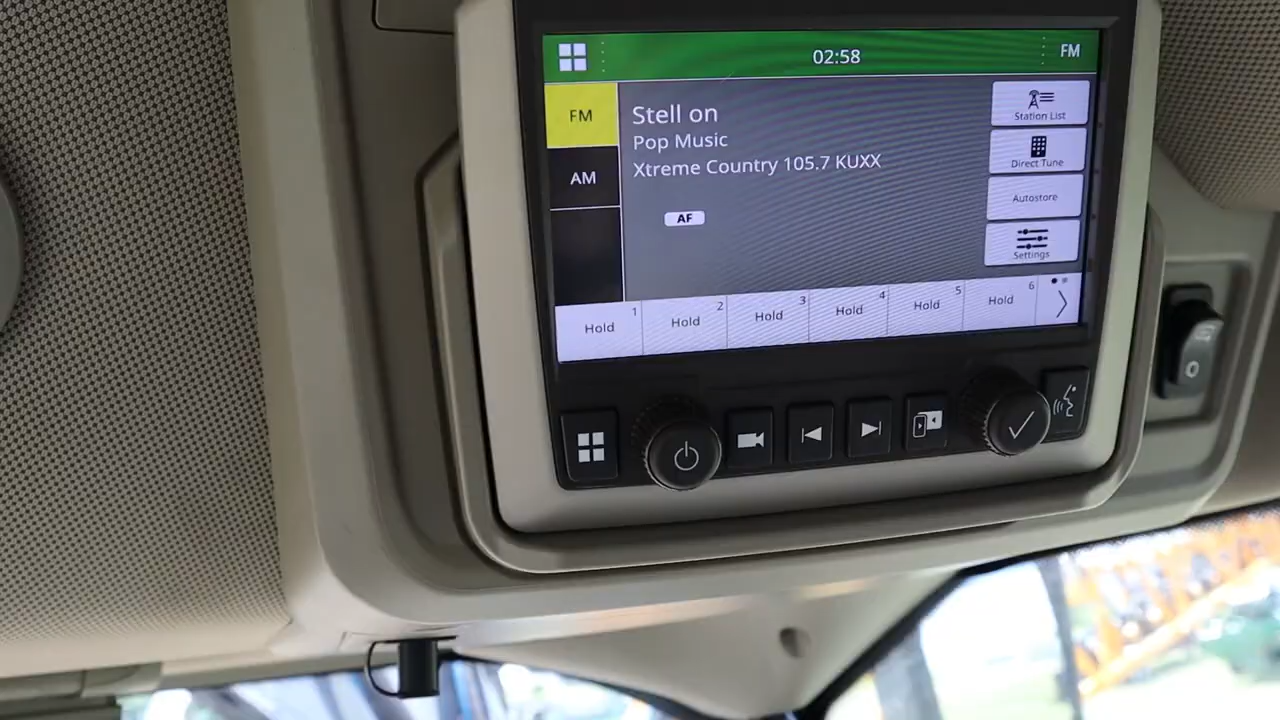 02:58
FM
FM
AM
Stell on
Pop Music
Xtreme Country 105.7 KUXX
AF
Station List
Direct Tune
Autostore
Settings
Hold 1
Hold 2
Hold 3
Hold 4
Hold 5
Hold 6